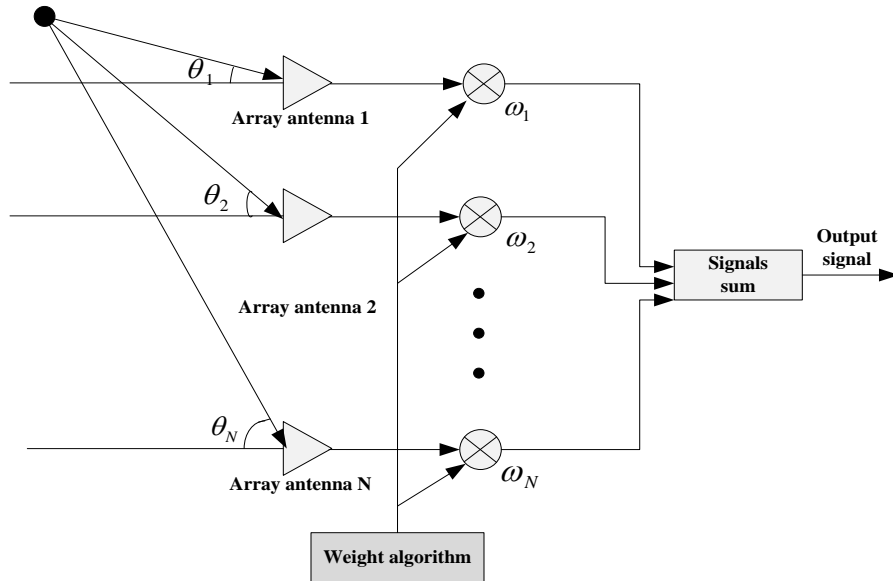 θ1
Array antenna 1
ω1
θ2
Array antenna 2
ω2
Signals
sum
Output
signal
θN
Array antenna N
ωN
Weight algorithm